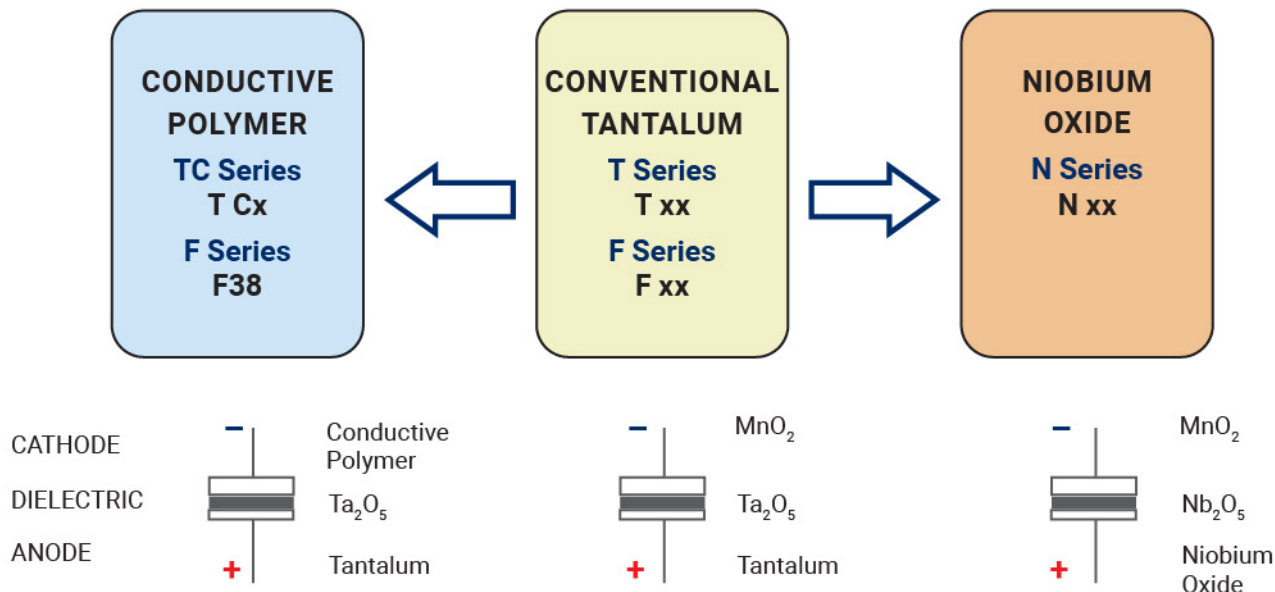 CONDUCTIVE
POLYMER
TC Series
T Cx
F Series
F38
CONVENTIONAL
TANTALUM
T Series
T xx
F Series
F xx
NIOBIUM
OXIDE
N Series
N xx
CATHODE
– Conductive
Polymer
– MnO₂
– MnO₂
DIELECTRIC
Ta₂O₅
Ta₂O₅
Nb₂O₅
ANODE
+ Tantalum
+ Tantalum
+ Niobium
Oxide